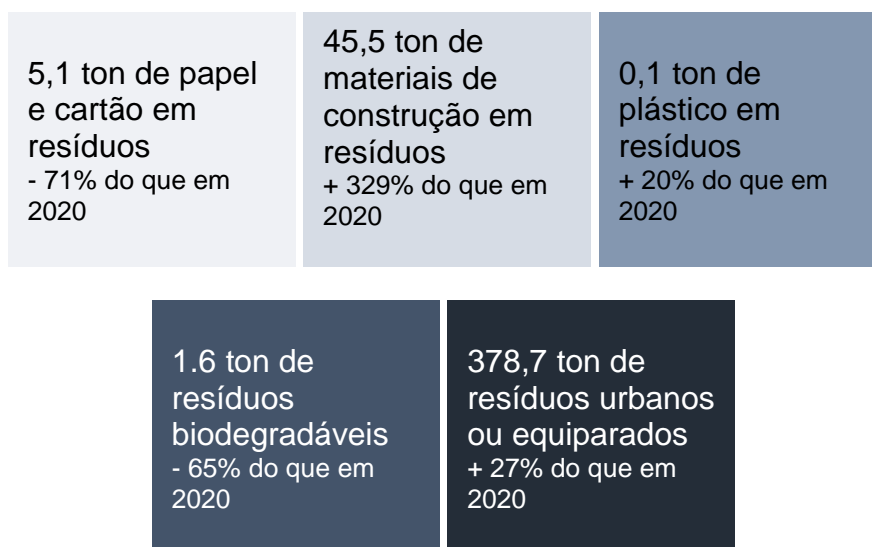 5,1 ton de papel
e cartão em
resíduos
- 71% do que em
2020
45,5 ton de
materiais de
construção em
resíduos
+ 329% do que em
2020
0,1 ton de
plástico em
resíduos
+ 20% do que em
2020
1.6 ton de
resíduos
biodegradáveis
- 65% do que em
2020
378,7 ton de
resíduos urbanos
ou equiparados
+ 27% do que em
2020